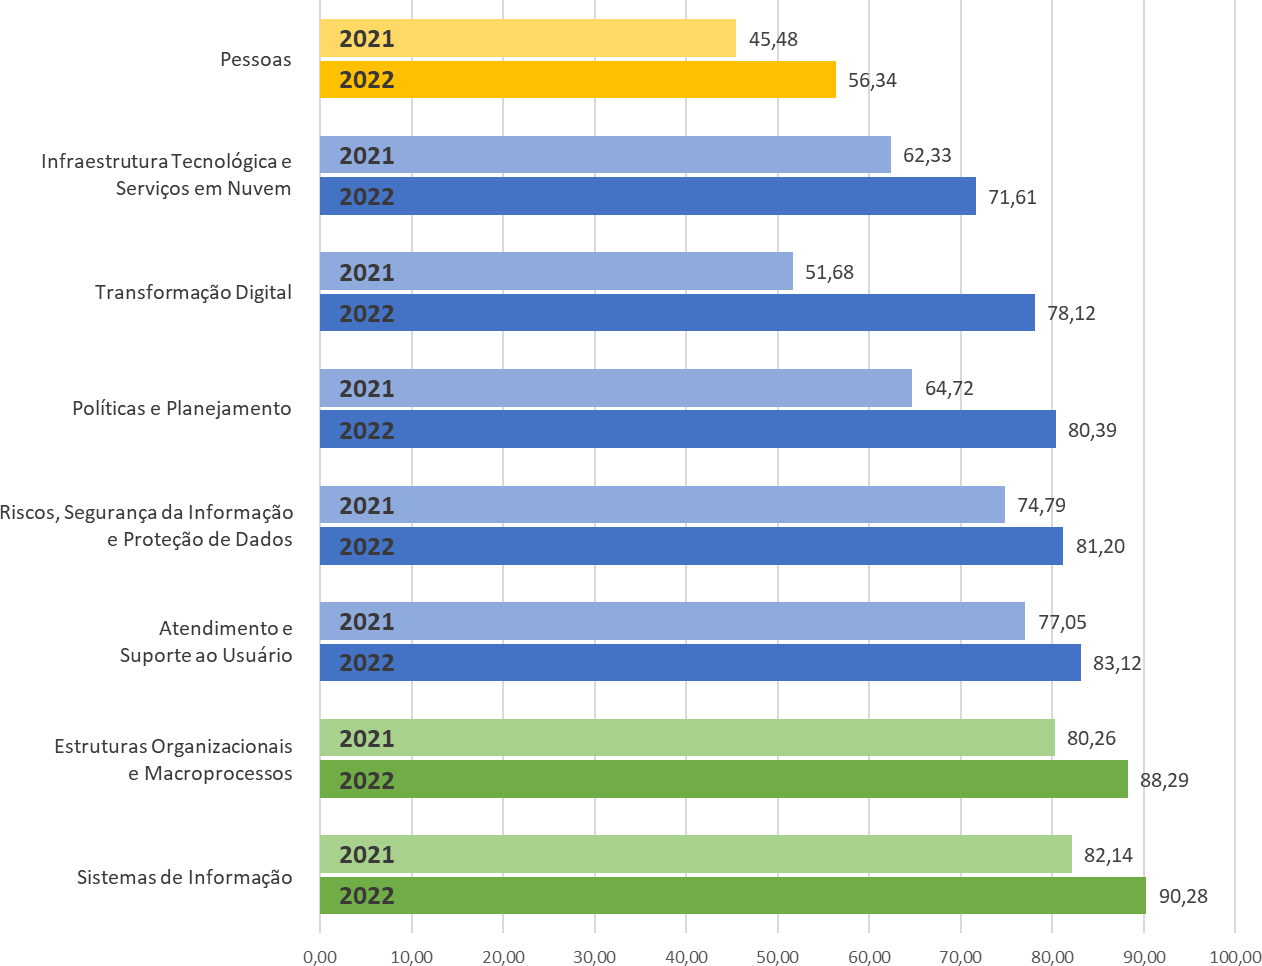 2021
45,48
Pessoas
2022
56,34
2021
62,33
Infraestrutura Tecnológica e
Serviços em Nuvem
2022
71,61
2021
51,68
Transformação Digital
2022
78,12
2021
64,72
Políticas e Planejamento
2022
80,39
2021
74,79
Riscos, Segurança da Informação
e Proteção de Dados
2022
81,20
2021
77,05
Atendimento e
Suporte ao Usuário
2022
83,12
2021
80,26
Estruturas Organizacionais
e Macroprocessos
2022
88,29
2021
82,14
Sistemas de Informação
2022
90,28
0,00 10,00 20,00 30,00 40,00 50,00 60,00 70,00 80,00 90,00 100,00